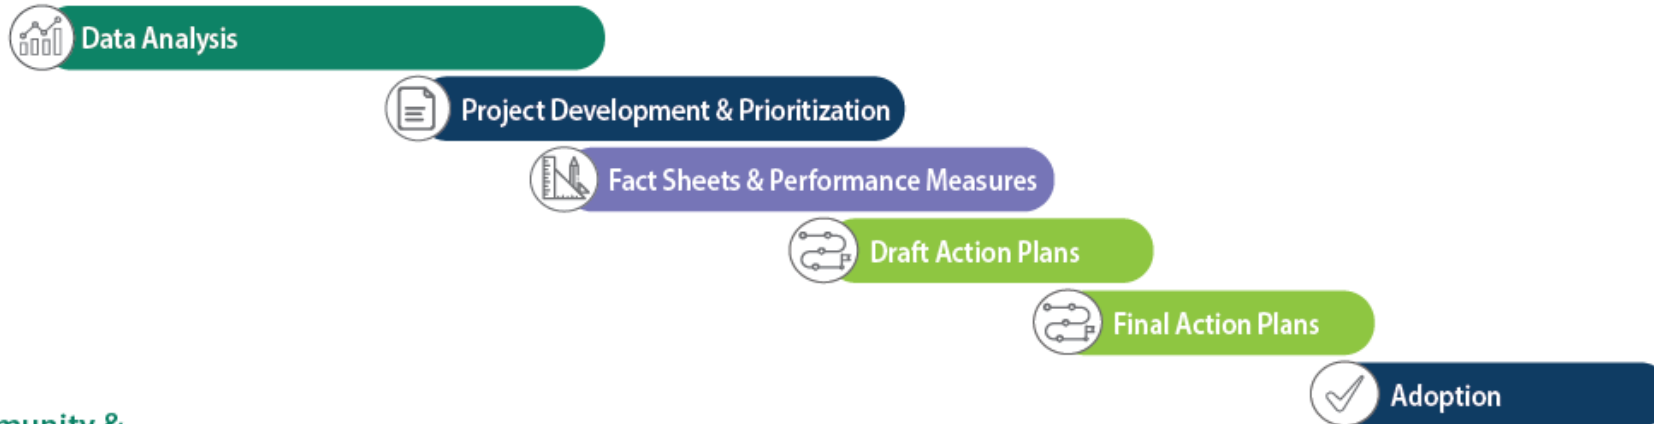 Data Analysis
Project Development & Prioritization
Fact Sheets & Performance Measures
Draft Action Plans
Final Action Plans
Adoption
&